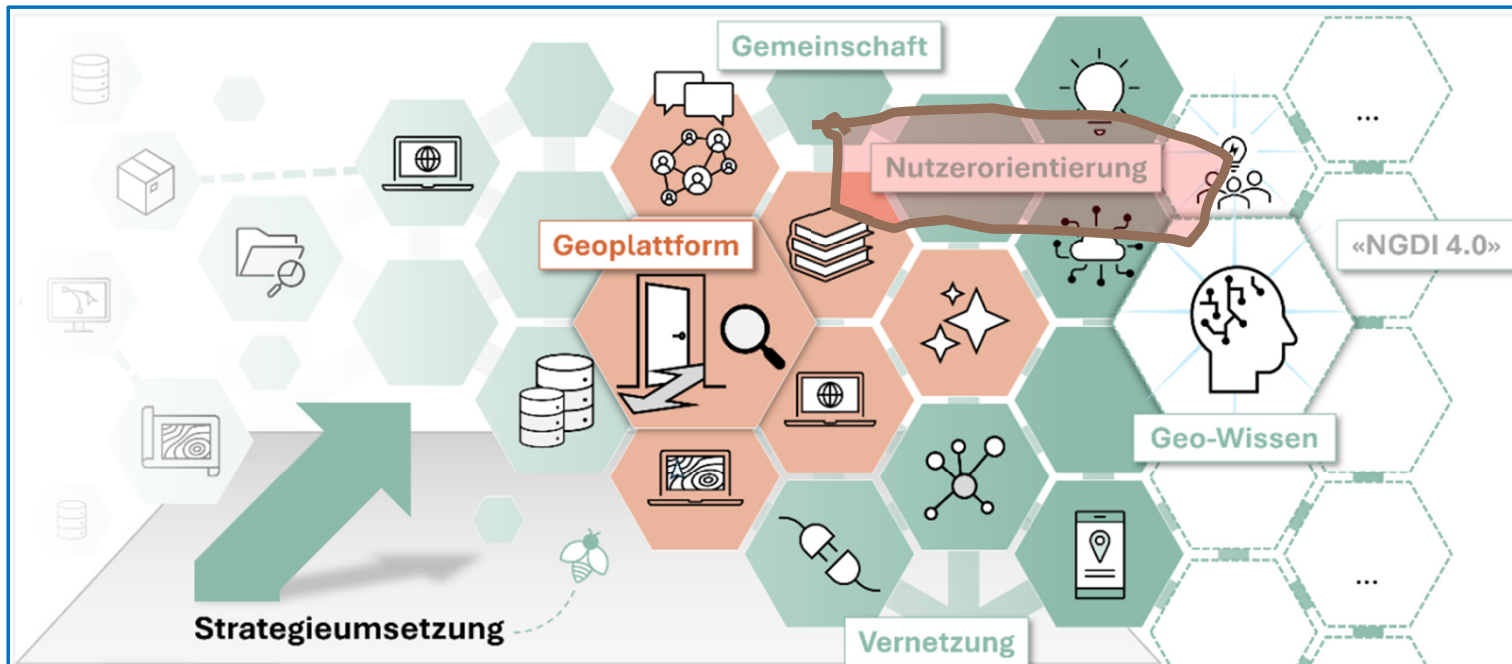 Gemeinschaft
...
Nutzerorientierung
Geoplattform
«NGDI 4.0»
Geo-Wissen
...
Strategieumsetzung
Vernetzung